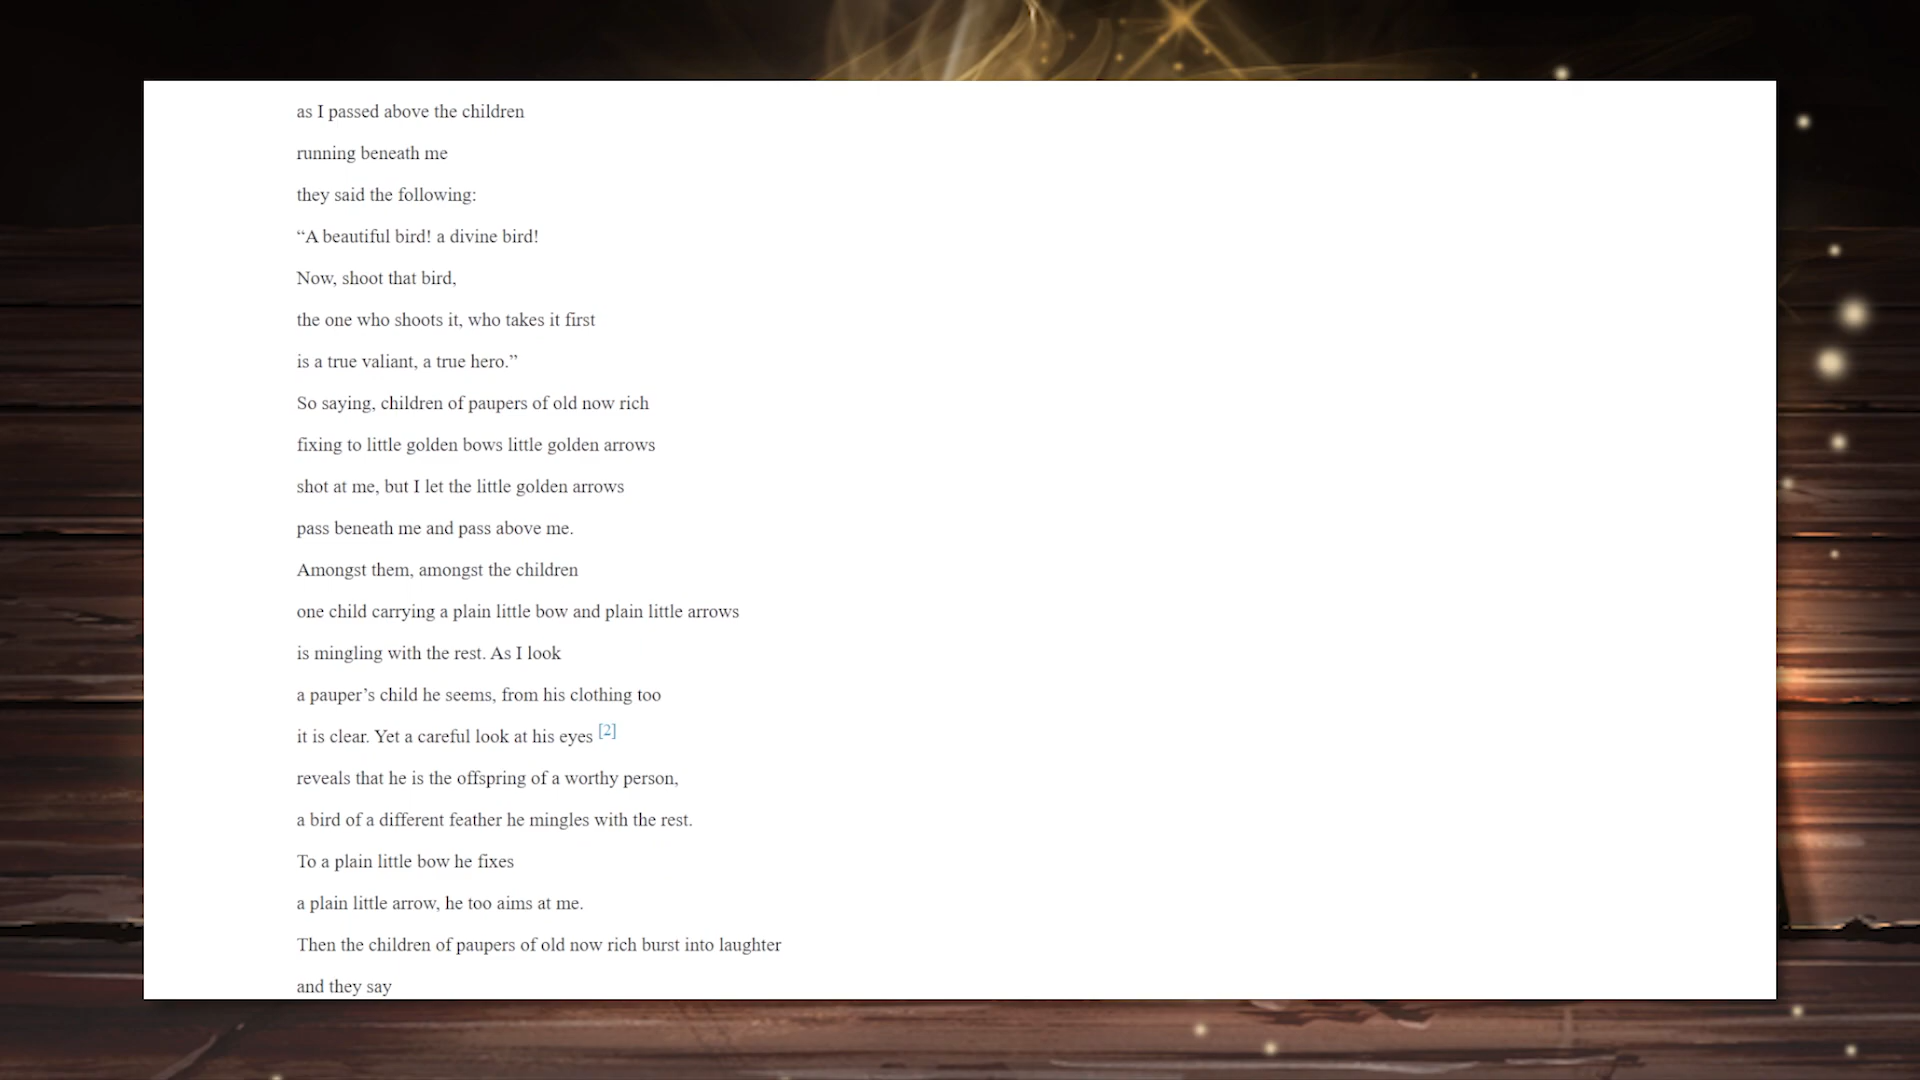 as I passed above the children
running beneath me
they said the following:
“A beautiful bird! a divine bird!
Now, shoot that bird,
the one who shoots it, who takes it first
is a true valiant, a true hero.”
So saying, children of paupers of old now rich
fixing to little golden bows little golden arrows
shot at me, but I let the little golden arrows
pass beneath me and pass above me.
Amongst them, amongst the children
one child carrying a plain little bow and plain little arrows
is mingling with the rest. As I look
a pauper’s child he seems, from his clothing too
it is clear. Yet a careful look at his eyes [2]
reveals that he is the offspring of a worthy person,
a bird of a different feather he mingles with the rest.
To a plain little bow he fixes
a plain little arrow, he too aims at me.
Then the children of paupers of old now rich burst into laughter
and they say